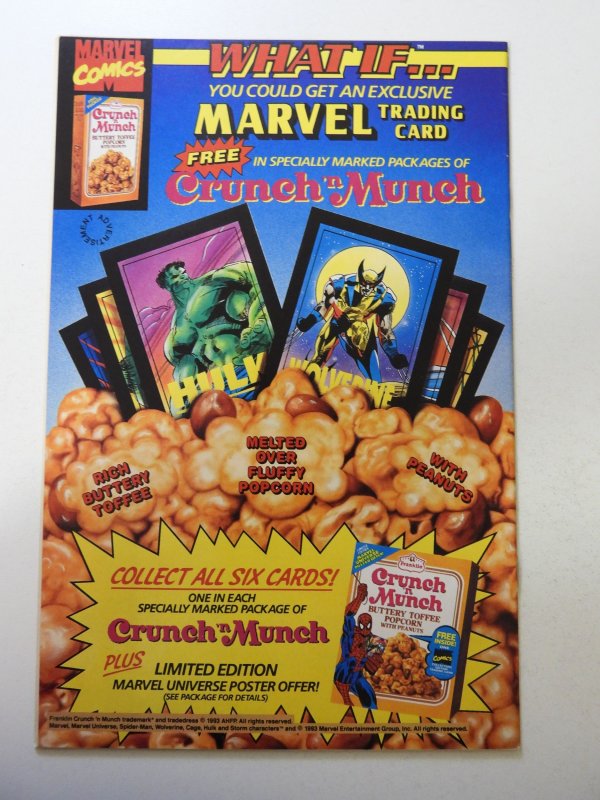 MARVEL
COMICS
M
Crunch
'n
Munch
BUTTERY TOFFEE
POPCORN
WITH PEANUTS
WHAT IF...™
YOU COULD GET AN EXCLUSIVE
MARVEL TRADING CARD
FREE IN SPECIALLY MARKED PACKAGES OF
Crunch 'n Munch
ADVERTISEMENT
HULK
WOLVERINE
RICH
BUTTERY
TOFFEE
MELTED
OVER
FLUFFY
POPCORN
WITH
PEANUTS
COLLECT ALL SIX CARDS!
ONE IN EACH
SPECIALLY MARKED PACKAGE OF
Crunch 'n Munch
PLUS LIMITED EDITION
MARVEL UNIVERSE POSTER OFFER!
(SEE PACKAGE FOR DETAILS)
Franklin
Crunch
'n
Munch
BUTTERY TOFFEE
POPCORN
WITH PEANUTS
FREE
INSIDE!
COMICS
Franklin Crunch 'n Munch trademark* and tradedress © 1993 AHFP. All rights reserved.
Marvel, Marvel Universe, Spider-Man, Wolverine, Cage, Hulk and Storm characters™ and © 1993 Marvel Entertainment Group, Inc. All rights reserved.